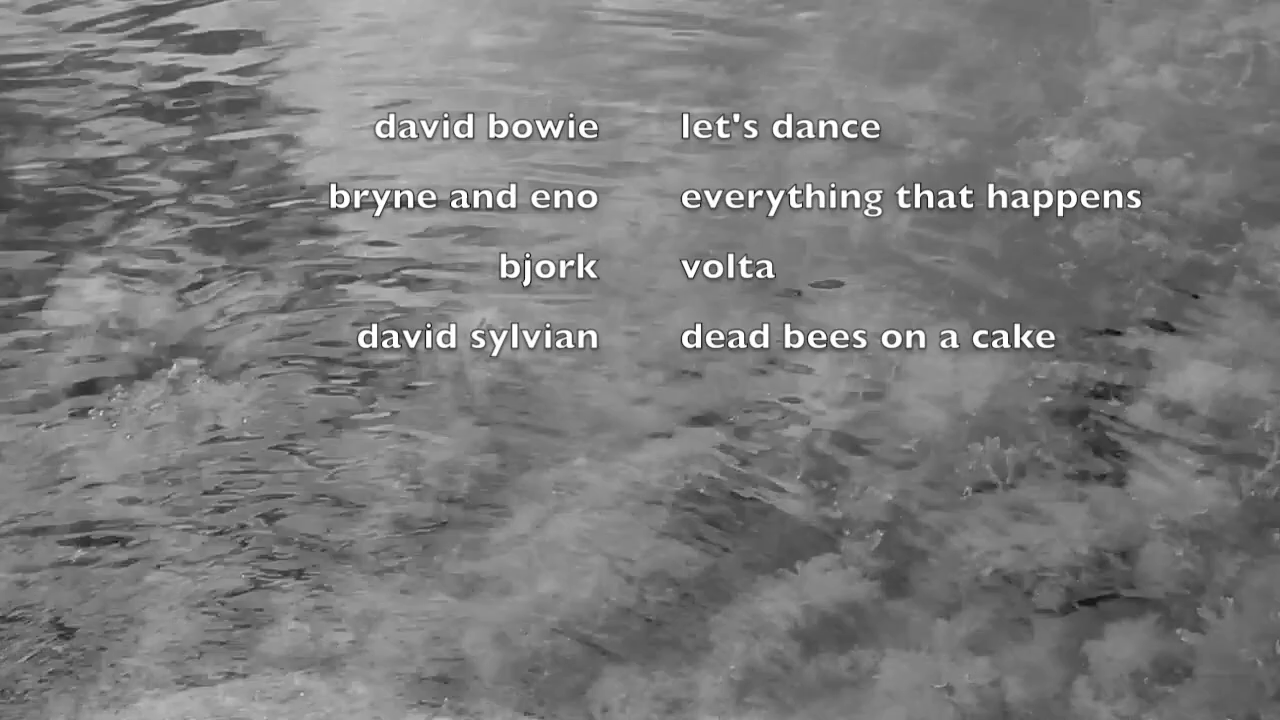 david bowie let's dance
bryne and eno everything that happens
bjork volta
david sylvian dead bees on a cake